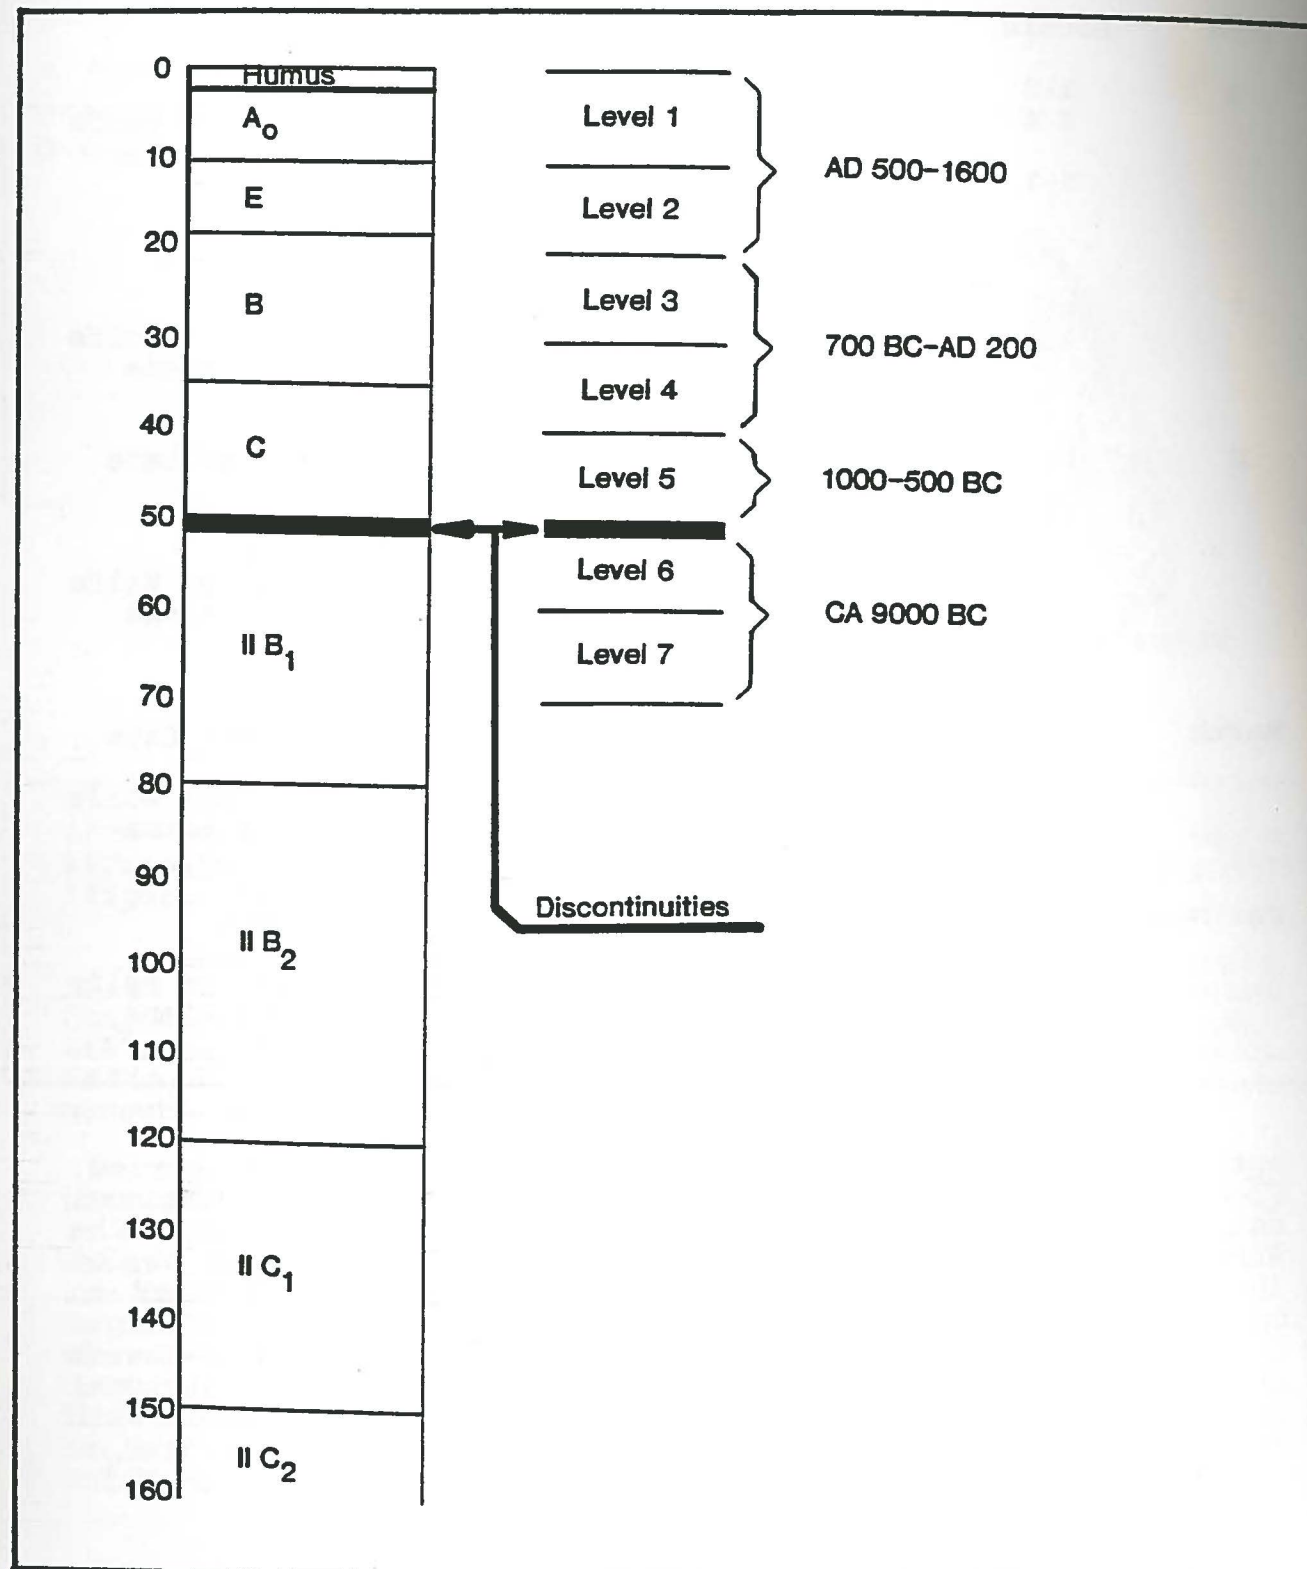 0
Humus
A₀
10
E
20
B
30
40
C
50
60
II B₁
70
80
90
II B₂
100
110
120
130
II C₁
140
150
II C₂
160
Level 1
Level 2
Level 3
Level 4
Level 5
Level 6
Level 7
AD 500-1600
700 BC-AD 200
1000-500 BC
CA 9000 BC
Discontinuities